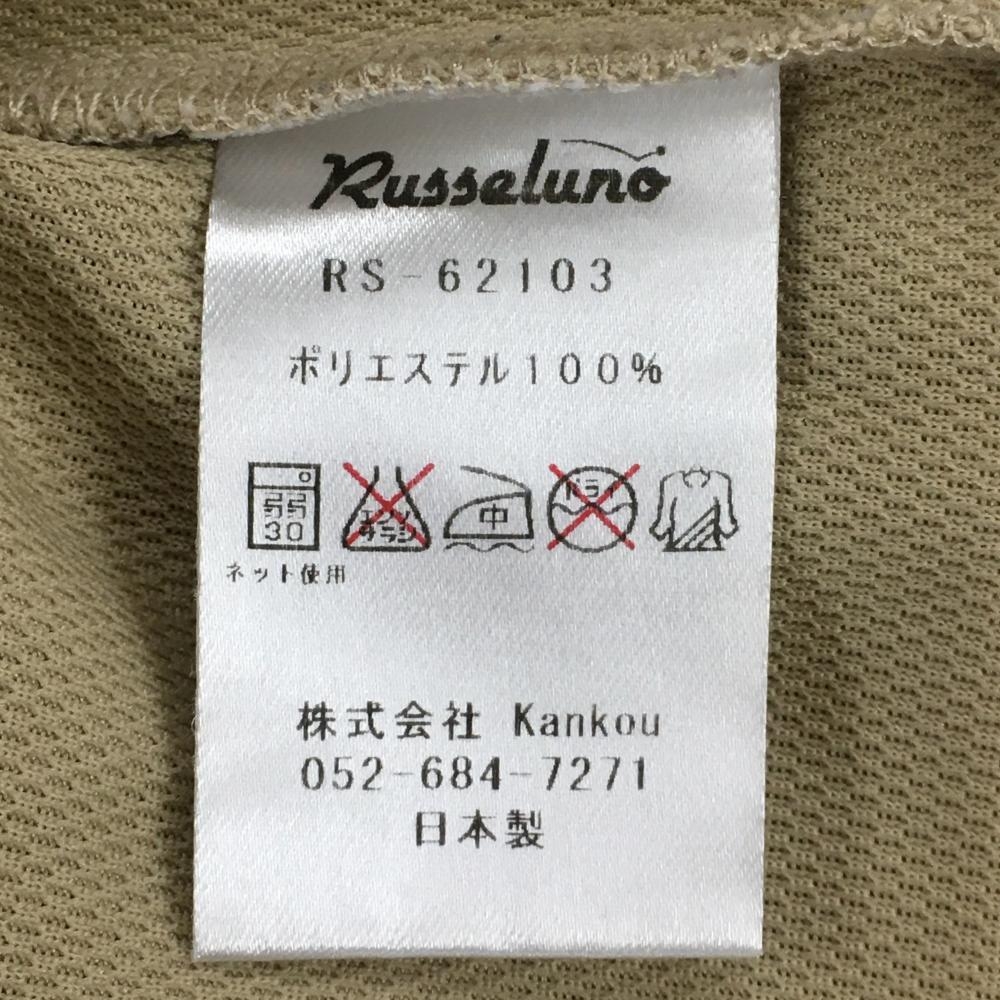 Russeluno
RS-62103
ポリエステル100%
弱
30
エンソ
サラシ
中
ドライ
ネット使用
株式会社 Kankou
052-684-7271
日本製